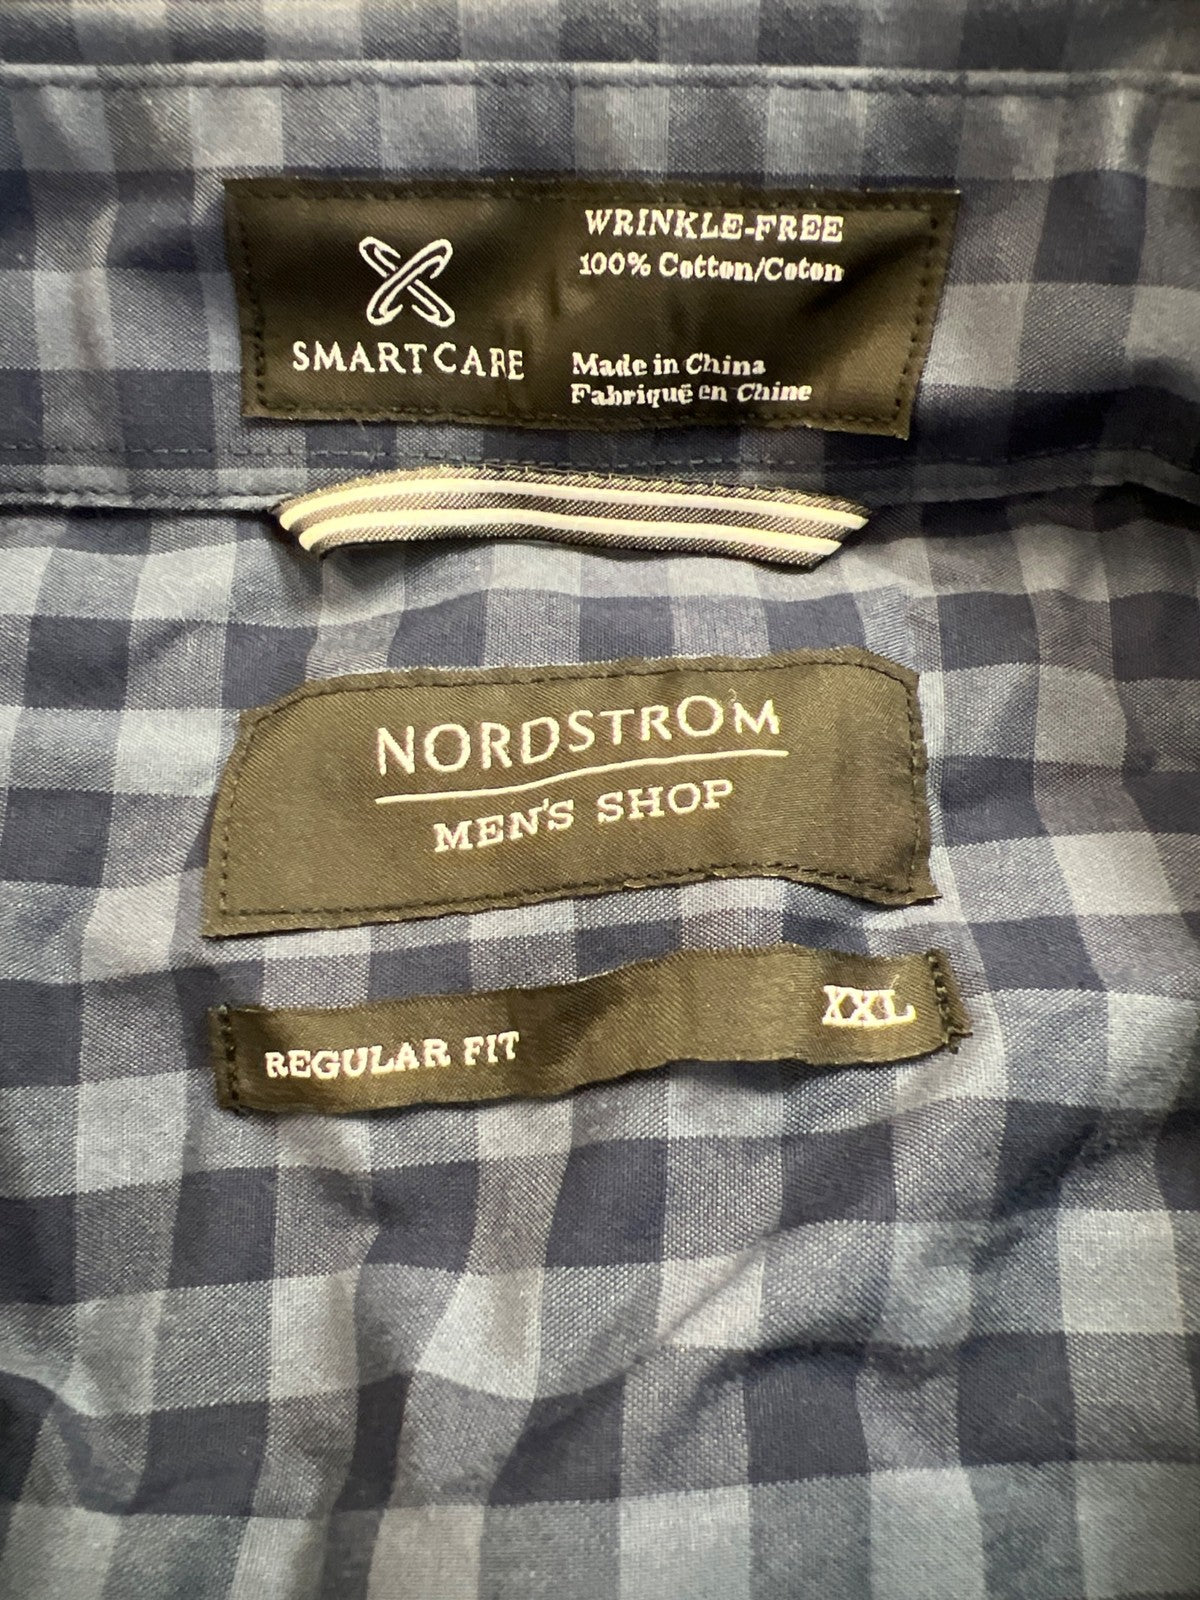 WRINKLE-FREE
100% Cotton/Coton
SMARTCARE
Made in China
Fabriqué en Chine
NORDSTROM
MEN'S SHOP
REGULAR FIT
XXL